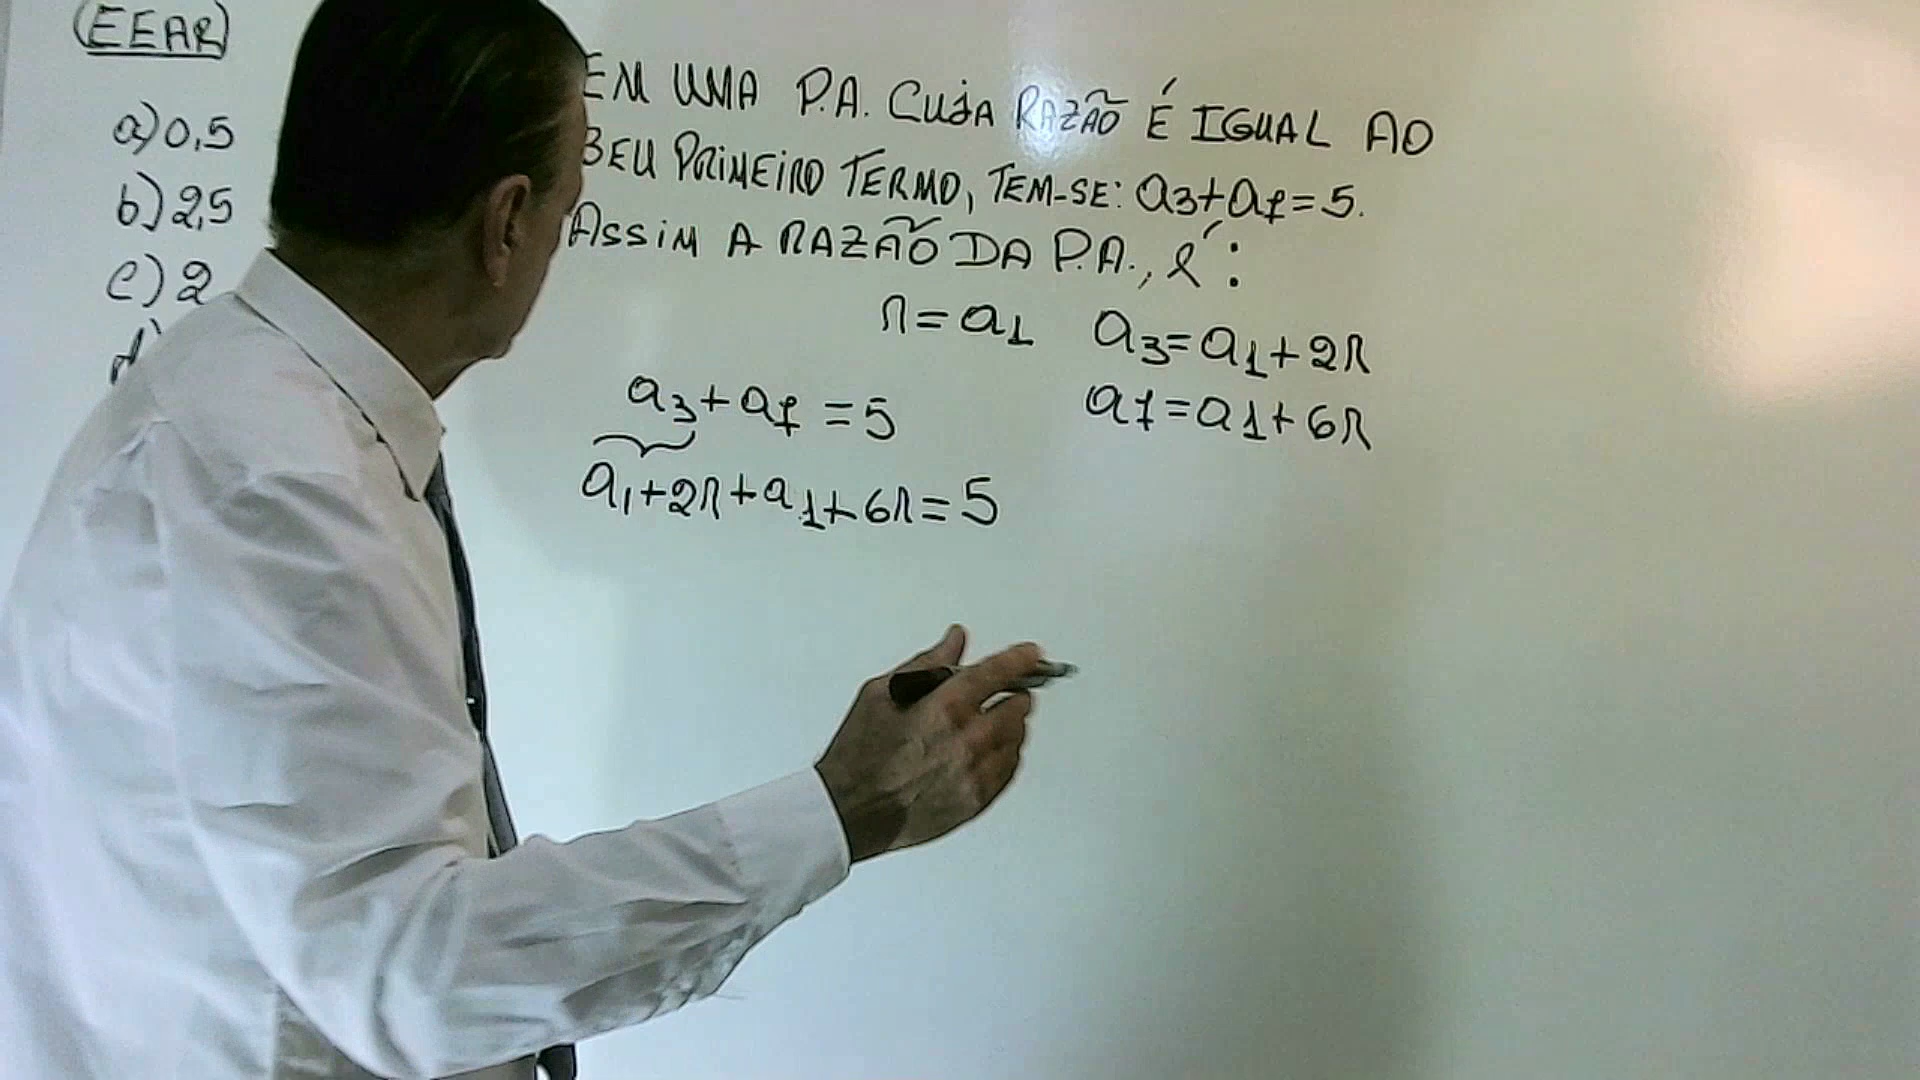 (EEAR)
EM UMA P.A. CUJA RAZÃO É IGUAL AO
SEU PRIMEIRO TERMO, TEM-SE: a3+a7=5.
ASSIM A RAZÃO DA P.A., é:
a) 0,5
b) 2,5
c) 2
d)
r=a1 a3=a1+2r
a7=a1+6r
a3+a7=5
a1+2r+a1+6r=5